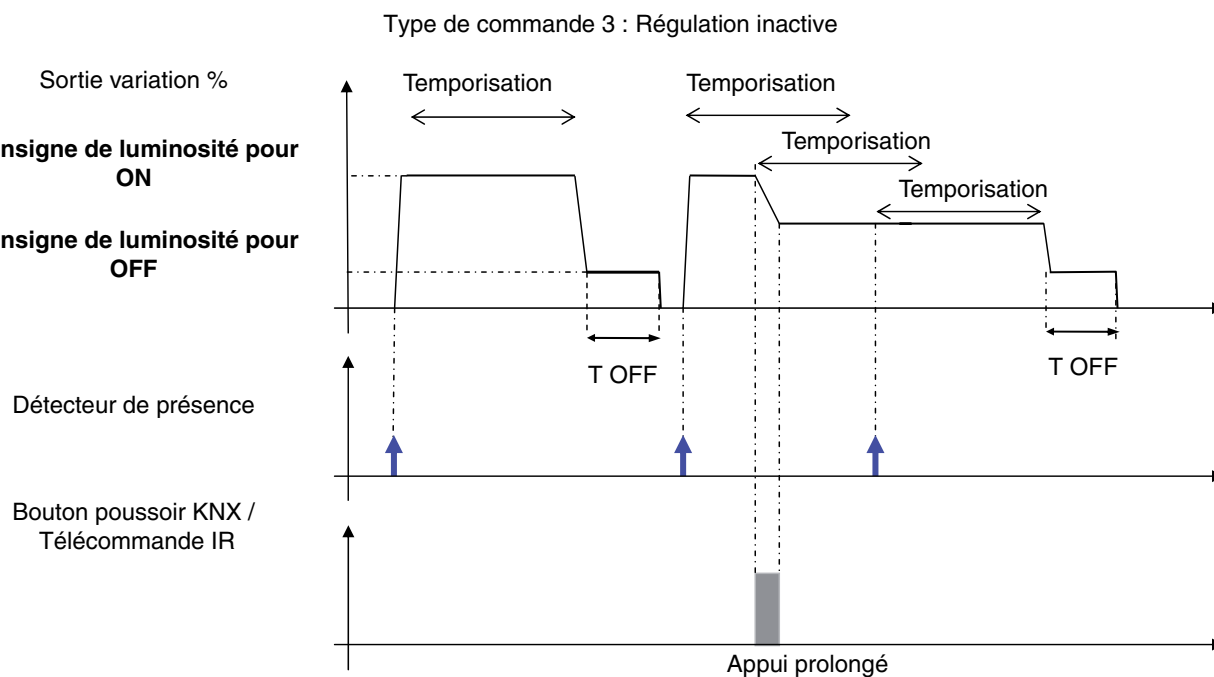 Type de commande 3 : Régulation inactive
Sortie variation %
Temporisation
Temporisation
nsigne de luminosité pour
ON
Temporisation
Temporisation
nsigne de luminosité pour
OFF
T OFF
T OFF
Détecteur de présence
Bouton poussoir KNX /
Télécommande IR
Appui prolongé